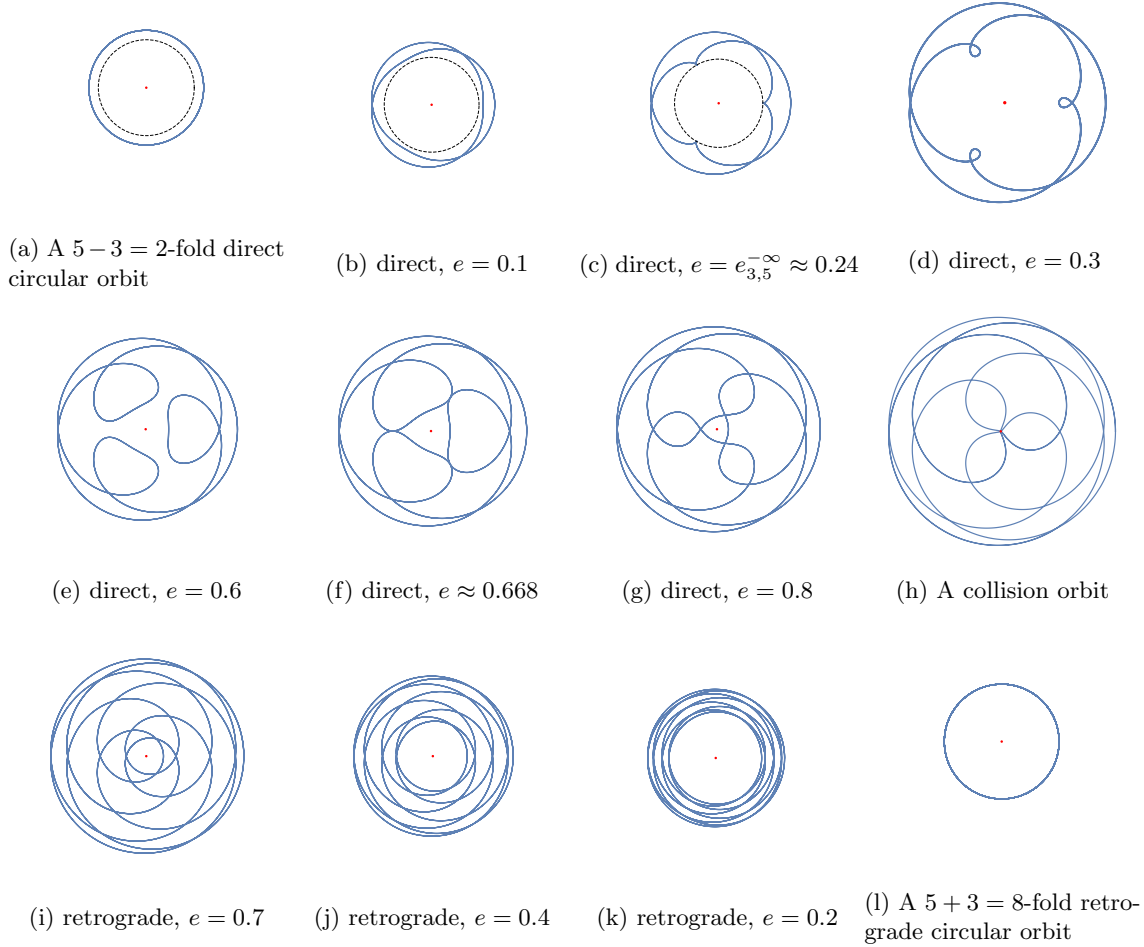 (a) A 5 − 3 = 2-fold direct
circular orbit
(b) direct, e = 0.1
(c) direct, e = e_{3,5}^{−∞} ≈ 0.24
(d) direct, e = 0.3
(e) direct, e = 0.6
(f) direct, e ≈ 0.668
(g) direct, e = 0.8
(h) A collision orbit
(i) retrograde, e = 0.7
(j) retrograde, e = 0.4
(k) retrograde, e = 0.2
(l) A 5 + 3 = 8-fold retro-
grade circular orbit